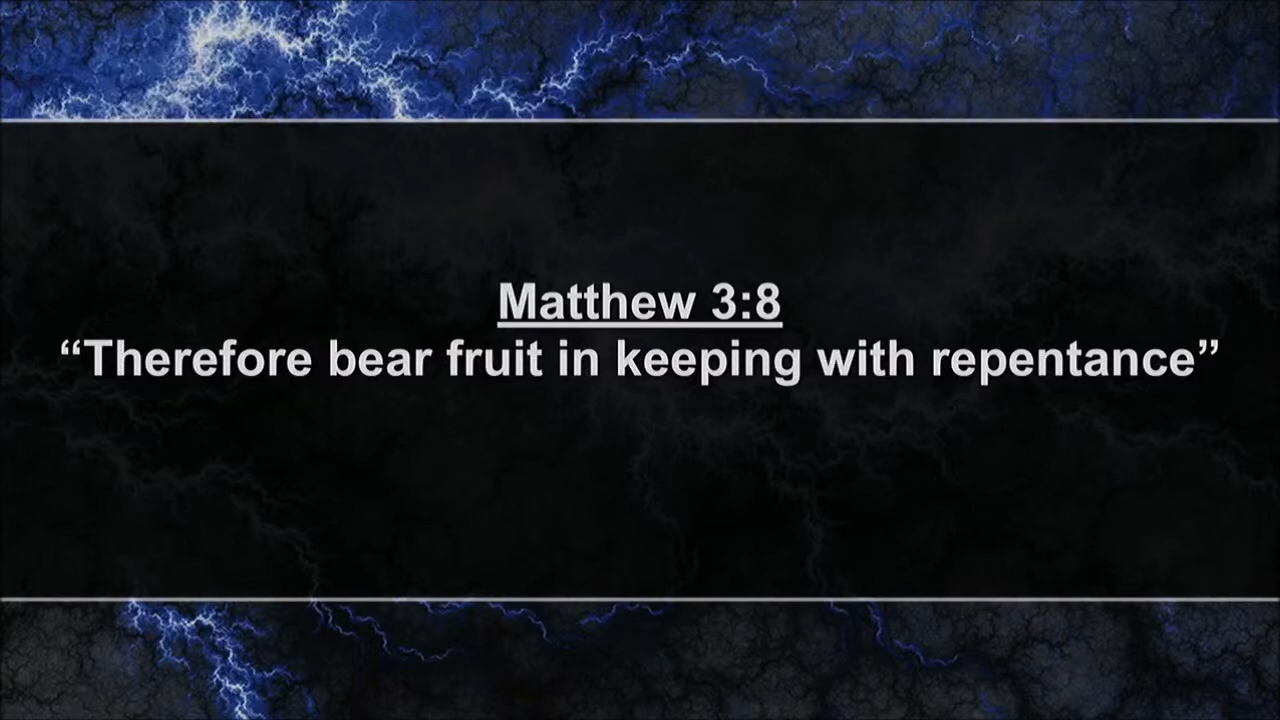 Matthew 3:8
“Therefore bear fruit in keeping with repentance”